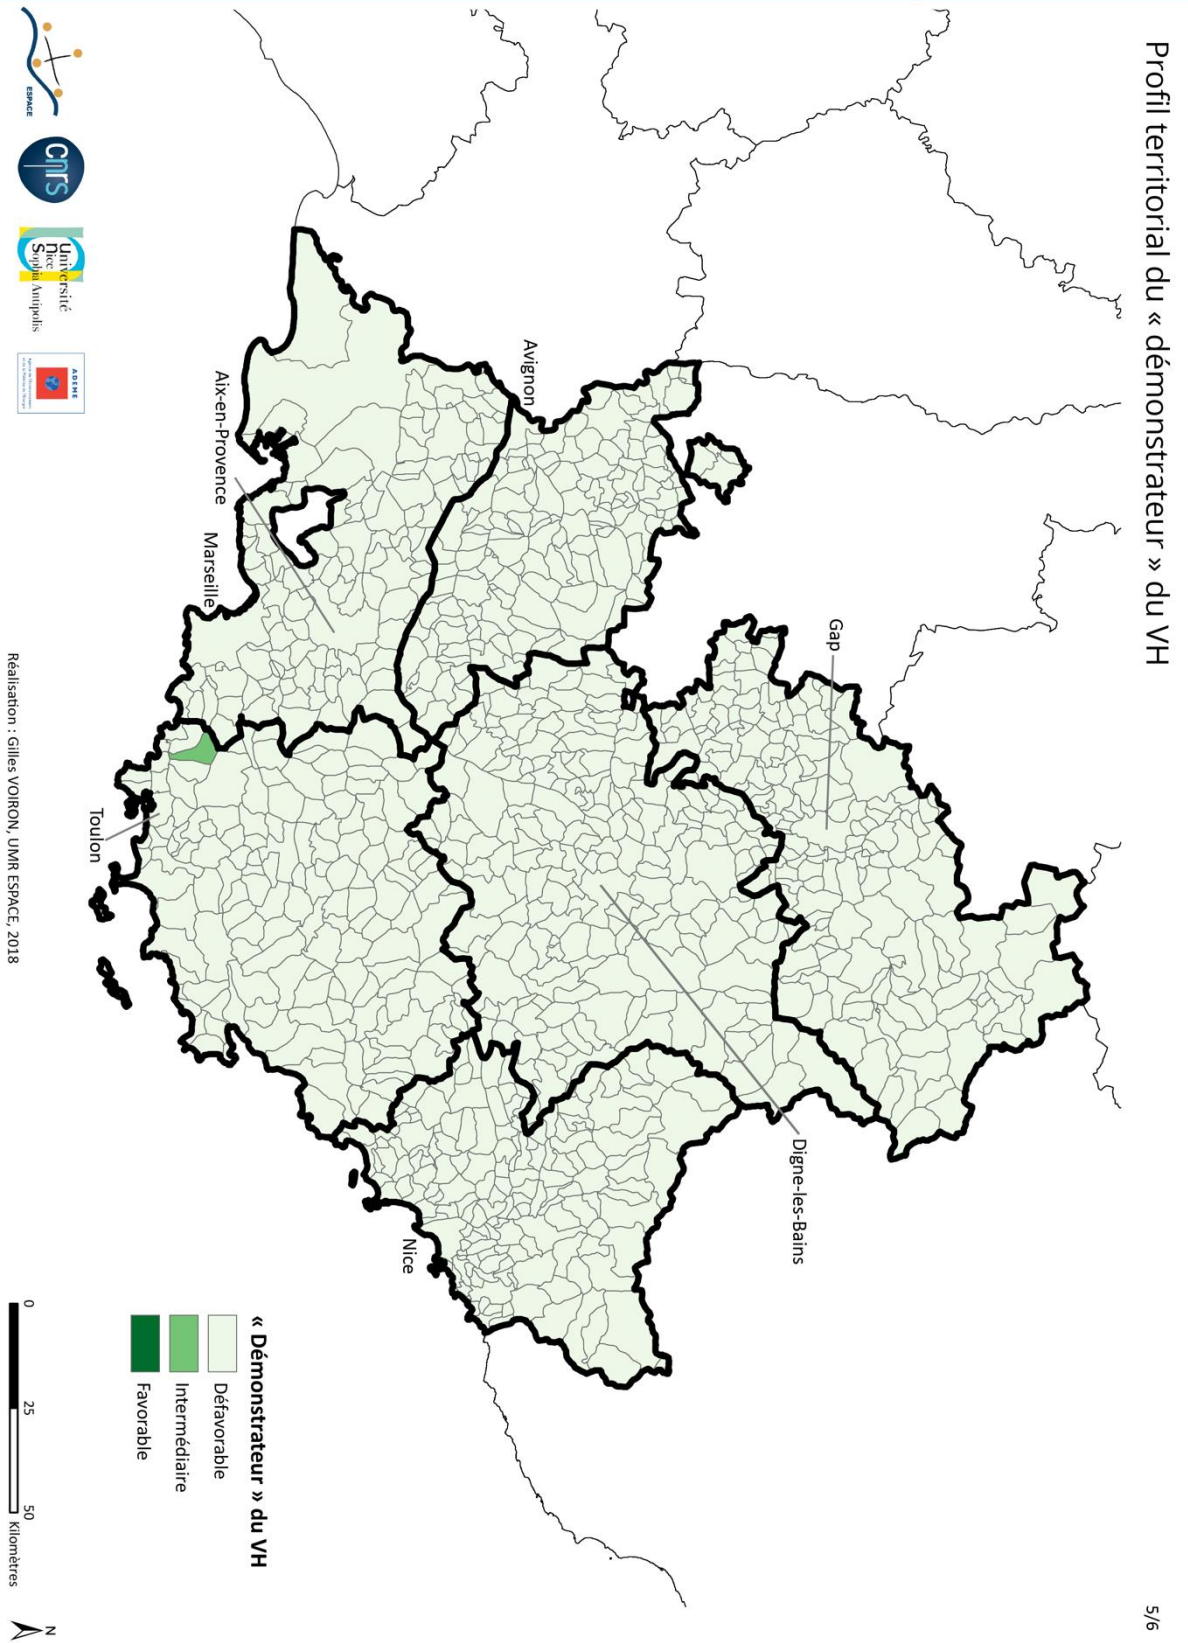 Profil territorial du « démonstrateur » du VH
5/6
Gap
Avignon
Digne-les-Bains
Aix-en-Provence
Marseille
Nice
Toulon
« Démonstrateur » du VH
Défavorable
Intermédiaire
Favorable
0 25 50 Kilomètres
N
Réalisation : Gilles VOIRON, UMR ESPACE, 2018
ESPACE
cnrs
Université
nice
Sophia Antipolis
ADEME